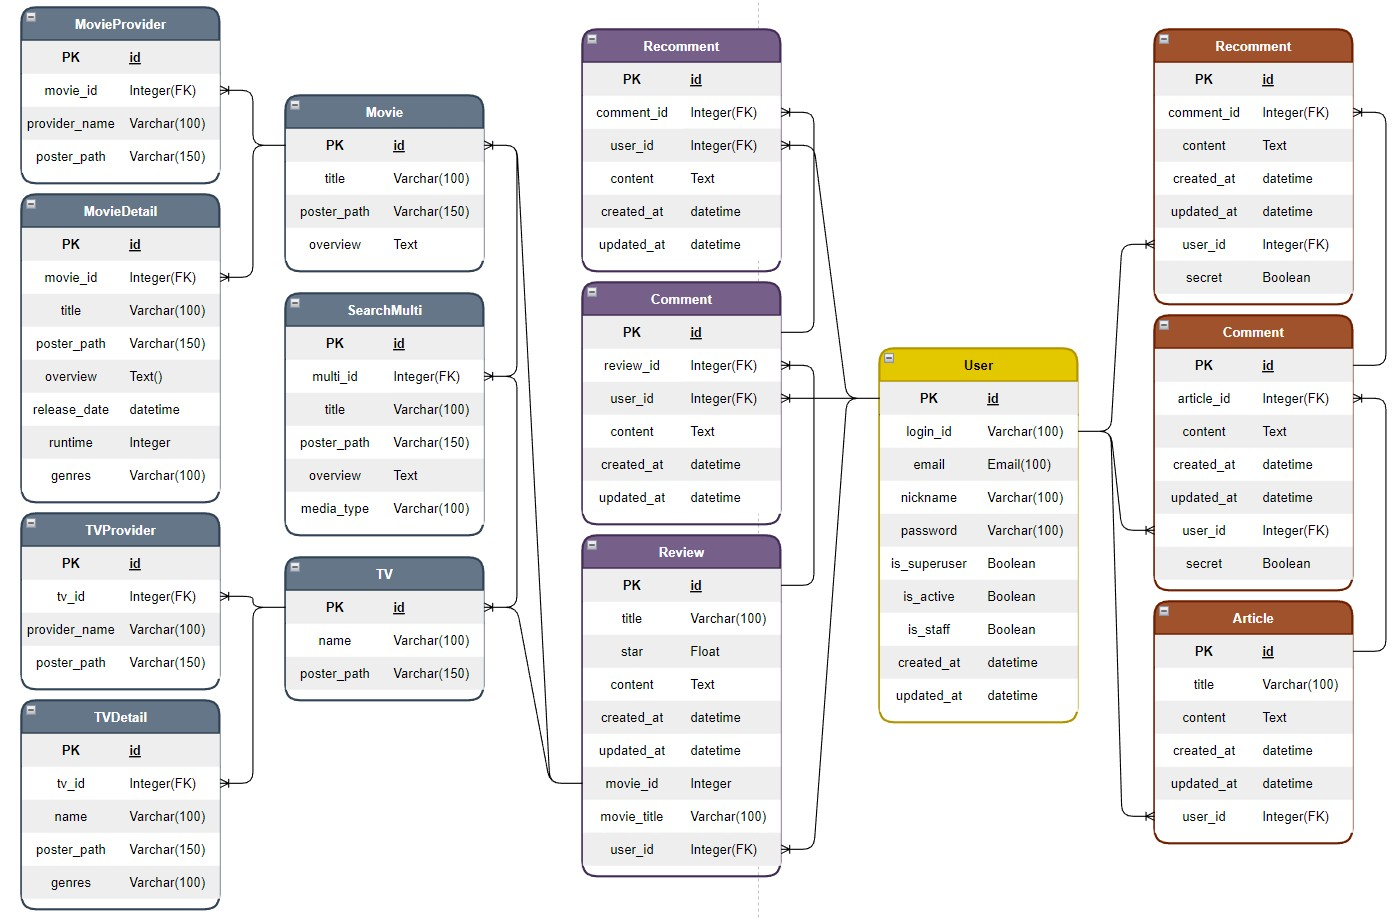 MovieProvider
PK id
movie_id Integer(FK)
provider_name Varchar(100)
poster_path Varchar(150)
MovieDetail
PK id
movie_id Integer(FK)
title Varchar(100)
poster_path Varchar(150)
overview Text()
release_date datetime
runtime Integer
genres Varchar(100)
TVProvider
PK id
tv_id Integer(FK)
provider_name Varchar(100)
poster_path Varchar(150)
TVDetail
PK id
tv_id Integer(FK)
name Varchar(100)
poster_path Varchar(150)
genres Varchar(100)
Movie
PK id
title Varchar(100)
poster_path Varchar(150)
overview Text
SearchMulti
PK id
multi_id Integer(FK)
title Varchar(100)
poster_path Varchar(150)
overview Text
media_type Varchar(100)
TV
PK id
name Varchar(100)
poster_path Varchar(150)
Recomment
PK id
comment_id Integer(FK)
user_id Integer(FK)
content Text
created_at datetime
updated_at datetime
Comment
PK id
review_id Integer(FK)
user_id Integer(FK)
content Text
created_at datetime
updated_at datetime
Review
PK id
title Varchar(100)
star Float
content Text
created_at datetime
updated_at datetime
movie_id Integer
movie_title Varchar(100)
user_id Integer(FK)
User
PK id
login_id Varchar(100)
email Email(100)
nickname Varchar(100)
password Varchar(100)
is_superuser Boolean
is_active Boolean
is_staff Boolean
created_at datetime
updated_at datetime
Recomment
PK id
comment_id Integer(FK)
content Text
created_at datetime
updated_at datetime
user_id Integer(FK)
secret Boolean
Comment
PK id
article_id Integer(FK)
content Text
created_at datetime
updated_at datetime
user_id Integer(FK)
secret Boolean
Article
PK id
title Varchar(100)
content Text
created_at datetime
updated_at datetime
user_id Integer(FK)